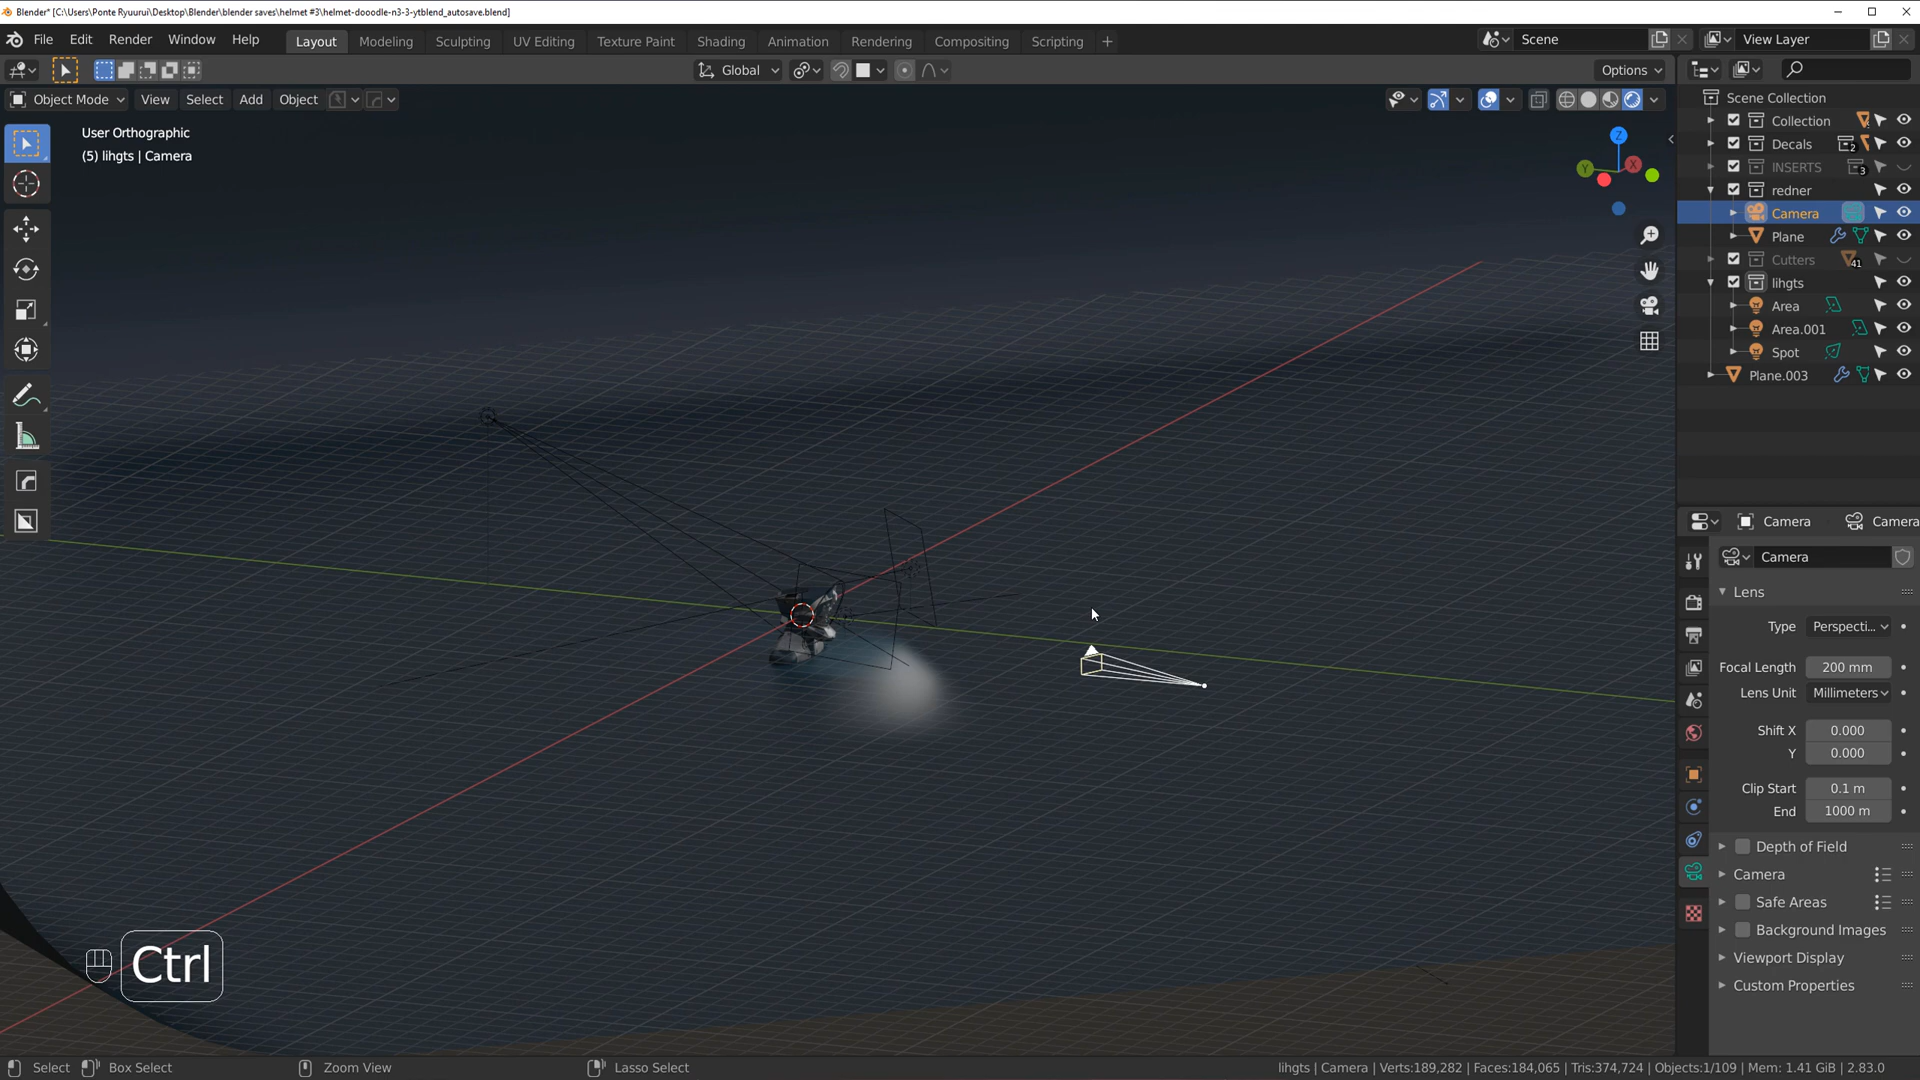 Blender* [C:\Users\Ponte Ryuurui\Desktop\Blender\blender saves\helmet #3\helmet-dooodle-n3-3-ytblend_autosave.blend]
File Edit Render Window Help Layout Modeling Sculpting UV Editing Texture Paint Shading Animation Rendering Compositing Scripting + Scene View Layer
Global Options
Object Mode View Select Add Object
User Orthographic
(5) lihgts | Camera
Z
Y
X
Scene Collection
Collection
Decals 2
INSERTS 3
redner
Camera
Plane
Cutters 41
lihgts
Area
Area.001
Spot
Plane.003
Camera Camera
Camera
Lens
Type Perspecti...
Focal Length 200 mm
Lens Unit Millimeters
Shift X 0.000
Y 0.000
Clip Start 0.1 m
End 1000 m
Depth of Field
Camera
Safe Areas
Background Images
Viewport Display
Custom Properties
Ctrl
Select Box Select Zoom View Lasso Select lihgts | Camera | Verts:189,282 | Faces:184,065 | Tris:374,724 | Objects:1/109 | Mem: 1.41 GiB | 2.83.0